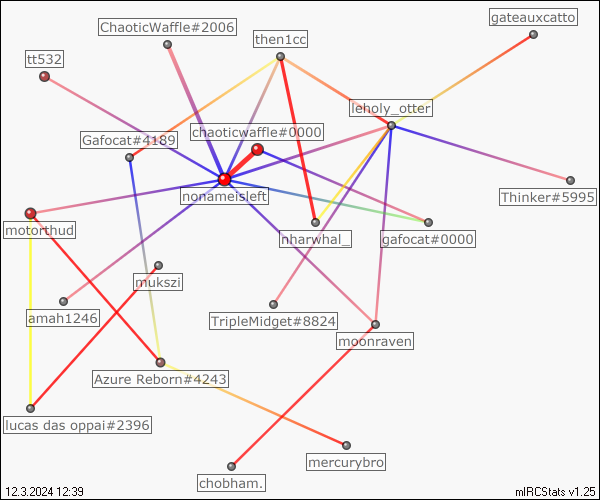 gateauxcatto
ChaoticWaffle#2006
then1cc
tt532
leholy_otter
chaoticwaffle#0000
Gafocat#4189
nonameisleft
Thinker#5995
motorthud
nharwhal_
gafocat#0000
mukszi
amah1246
TripleMidget#8824
moonraven
Azure Reborn#4243
lucas das oppai#2396
mercurybro
chobham.
12.3.2024 12:39
mIRCStats v1.25